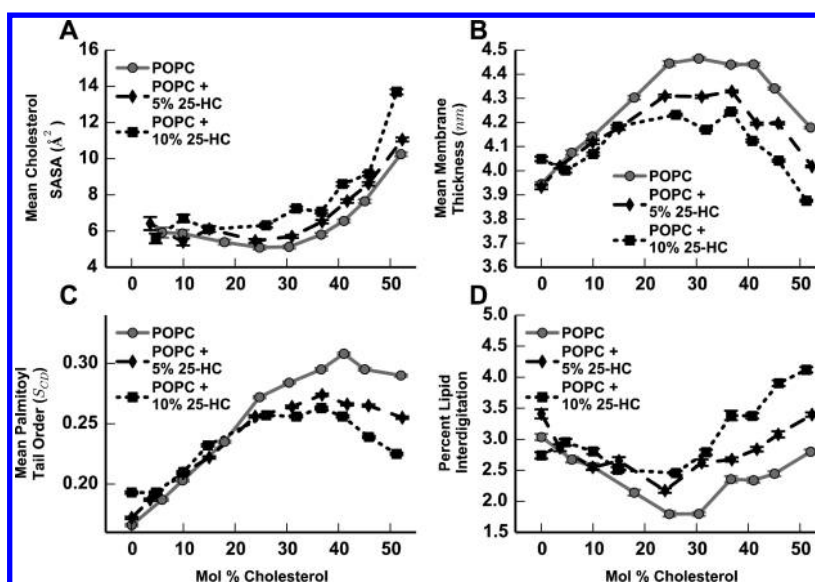 A
Mean Cholesterol
SASA (Å²)
16
14
12
10
8
6
4
0 10 20 30 40 50
POPC
POPC +
5% 25-HC
POPC +
10% 25-HC
B
Mean Membrane
Thickness (nm)
4.5
4.4
4.3
4.2
4.1
4.0
3.9
3.8
3.7
3.6
0 10 20 30 40 50
POPC
POPC +
5% 25-HC
POPC +
10% 25-HC
C
Mean Palmitoyl
Tail Order (S_CD)
0.30
0.25
0.20
0 10 20 30 40 50
Mol % Cholesterol
POPC
POPC +
5% 25-HC
POPC +
10% 25-HC
D
Percent Lipid
Interdigitation
5.0
4.5
4.0
3.5
3.0
2.5
2.0
1.5
0 10 20 30 40 50
Mol % Cholesterol
POPC
POPC +
5% 25-HC
POPC +
10% 25-HC